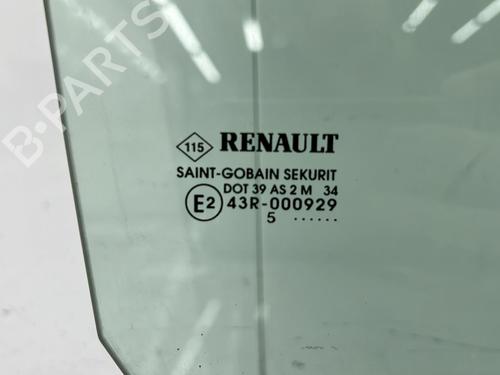 B-PARTS
115 RENAULT
SAINT-GOBAIN SEKURIT
DOT 39 AS 2 M 34
E2 43R-000929
5 ......